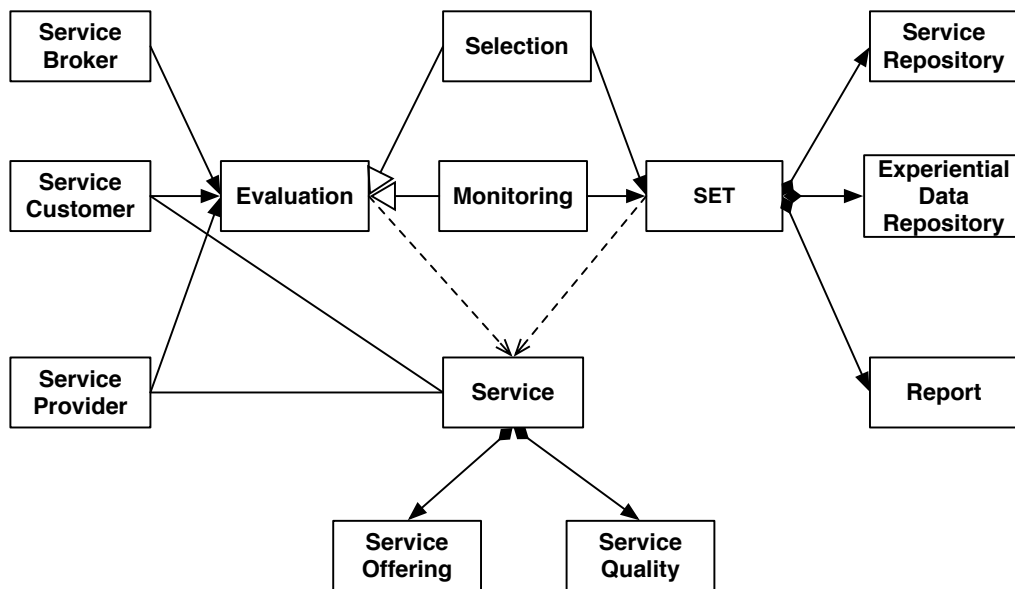 Service
Broker
Selection
Service
Repository
Service
Customer
Evaluation
Monitoring
SET
Experiential
Data
Repository
Service
Provider
Service
Report
Service
Offering
Service
Quality